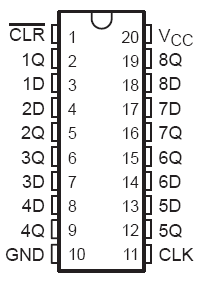 CLR 1 20 VCC
1Q 2 19 8Q
1D 3 18 8D
2D 4 17 7D
2Q 5 16 7Q
3Q 6 15 6Q
3D 7 14 6D
4D 8 13 5D
4Q 9 12 5Q
GND 10 11 CLK